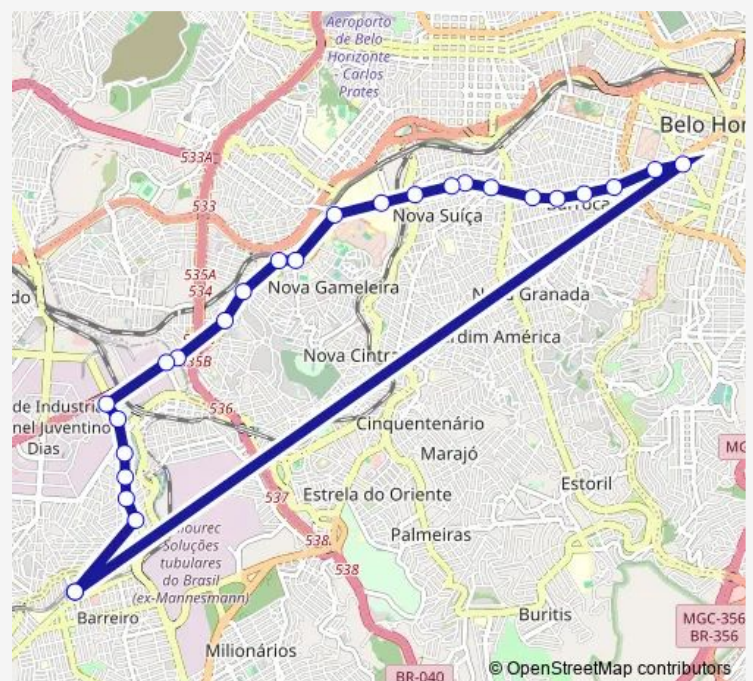 Aeroporto
de Belo
Horizonte
- Carlos
Prates
Belo Hor
533A
533
Nova Suíça
Barroca
535A
534
do
Nova Gameleira
Granada
rdim América
535B
Nova Cintra
536
de Industria
nel Juventino
Dias
Cinquentenário
Marajó
MG
537
Estrela do Oriente
Estoril
538
Palmeiras
ourec
Soluções
tubulares
do Brasil
(ex-Mannesmann)
538
Barreiro
Buritis
MGC-356
BR-356
Milionários
BR-040
© OpenStreetMap contributors